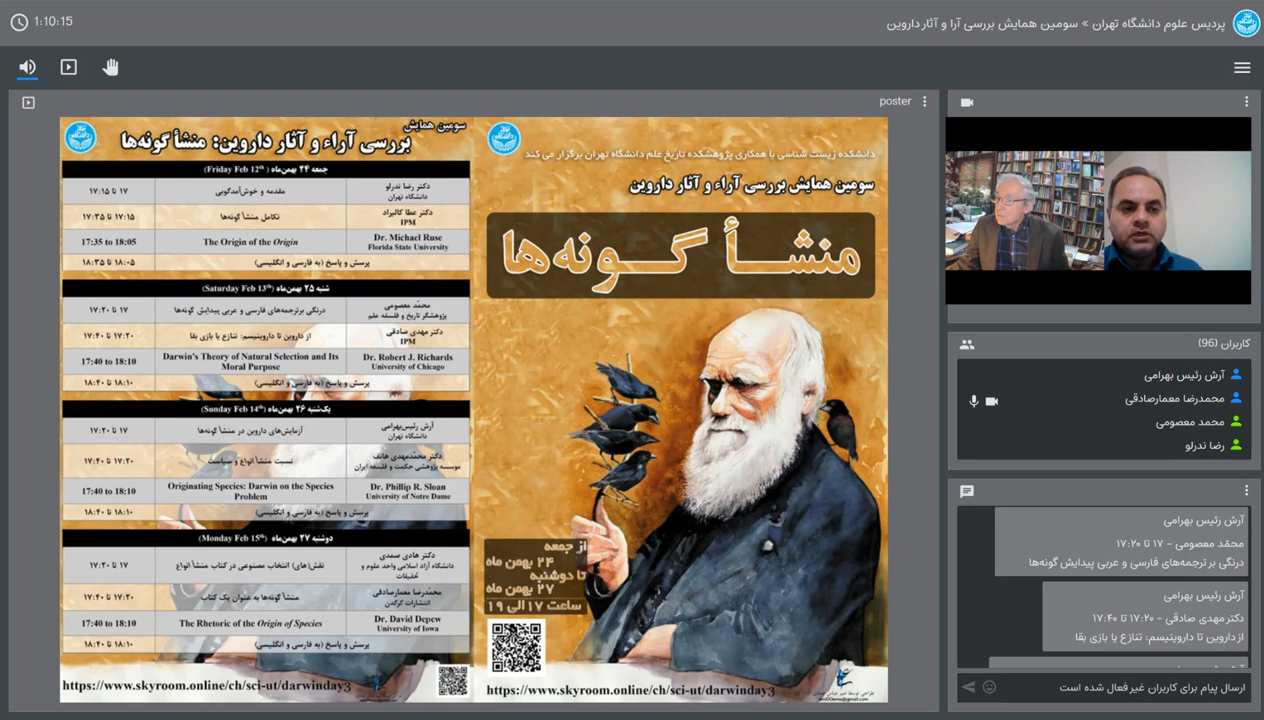 1:10:15
پردیس علوم دانشگاه تهران » سومین همایش بررسی آرا و آثار داروین
poster
سومین همایش
بررسی آراء و آثار داروین: منشأ گونه‌ها
جمعه ۲۴ بهمن‌ماه (Friday Feb 12th)
دکتر رضا ندرلو
دانشگاه تهران
مقدمه و خوش‌آمدگویی
۱۷ تا ۱۷:۱۵
دکتر عطا کالیراد
IPM
تکامل منشأ گونه‌ها
۱۷:۱۵ تا ۱۷:۳۵
17:35 to 18:05
The Origin of the Origin
Dr. Michael Ruse
Florida State University
پرسش و پاسخ (به فارسی و انگلیسی)
۱۸:۰۵ تا ۱۸:۳۵
شنبه ۲۵ بهمن‌ماه (Saturday Feb 13th)
محمّد معصومی
پژوهشگر تاریخ و فلسفه علم
درنگی بر ترجمه‌های فارسی و عربی پیدایش گونه‌ها
۱۷ تا ۱۷:۲۰
دکتر مهدی صادقی
IPM
از داروین تا داروینیسم: تنازع یا بازی بقا
۱۷:۲۰ تا ۱۷:۴۰
17:40 to 18:10
Darwin's Theory of Natural Selection and Its
Moral Purpose
Dr. Robert J. Richards
University of Chicago
پرسش و پاسخ (به فارسی و انگلیسی)
۱۸:۱۰ تا ۱۸:۴۰
یک‌شنبه ۲۶ بهمن‌ماه (Sunday Feb 14th)
آرش رئیس‌بهرامی
دانشگاه تهران
آزمایش‌های داروین در منشأ گونه‌ها
۱۷ تا ۱۷:۲۰
دکتر محمّدمهدی هاتف
موسسه پژوهشی حکمت و فلسفه ایران
نسبت منشأ انواع و سیاست
۱۷:۲۰ تا ۱۷:۴۰
17:40 to 18:10
Originating Species: Darwin on the Species
Problem
Dr. Phillip R. Sloan
University of Notre Dame
پرسش و پاسخ (به فارسی و انگلیسی)
۱۸:۱۰ تا ۱۸:۴۰
دوشنبه ۲۷ بهمن‌ماه (Monday Feb 15th)
دکتر هادی صمدی
دانشگاه آزاد اسلامی واحد علوم و
تحقیقات
نقش(های) انتخاب مصنوعی در کتاب منشأ انواع
۱۷ تا ۱۷:۲۰
محمّدرضا معمارصادقی
انتشارات کرگدن
منشأ گونه‌ها به عنوان یک کتاب
۱۷:۲۰ تا ۱۷:۴۰
17:40 to 18:10
The Rhetoric of the Origin of Species
Dr. David Depew
University of Iowa
پرسش و پاسخ (به فارسی و انگلیسی)
۱۸:۱۰ تا ۱۸:۴۰
https://www.skyroom.online/ch/sci-ut/darwinday3
دانشکده زیست شناسی با همکاری پژوهشکده تاریخ علم دانشگاه تهران برگزار می کند
سومین همایش بررسی آراء و آثار داروین
منشأ گونه‌ها
از جمعه
۲۴ بهمن ماه
تا دوشنبه
۲۷ بهمن ماه
ساعت ۱۷ الی ۱۹
https://www.skyroom.online/ch/sci-ut/darwinday3
کاربران (96)
آرش رئیس بهرامی
محمدرضا معمارصادقی
محمد معصومی
رضا ندرلو
آرش رئیس بهرامی
محمّد معصومی - ۱۷ تا ۱۷:۲۰
درنگی بر ترجمه‌های فارسی و عربی پیدایش گونه‌ها
آرش رئیس بهرامی
دکتر مهدی صادقی - ۱۷:۲۰ تا ۱۷:۴۰
از داروین تا داروینیسم: تنازع یا بازی بقا
ارسال پیام برای کاربران غیر فعال شده است